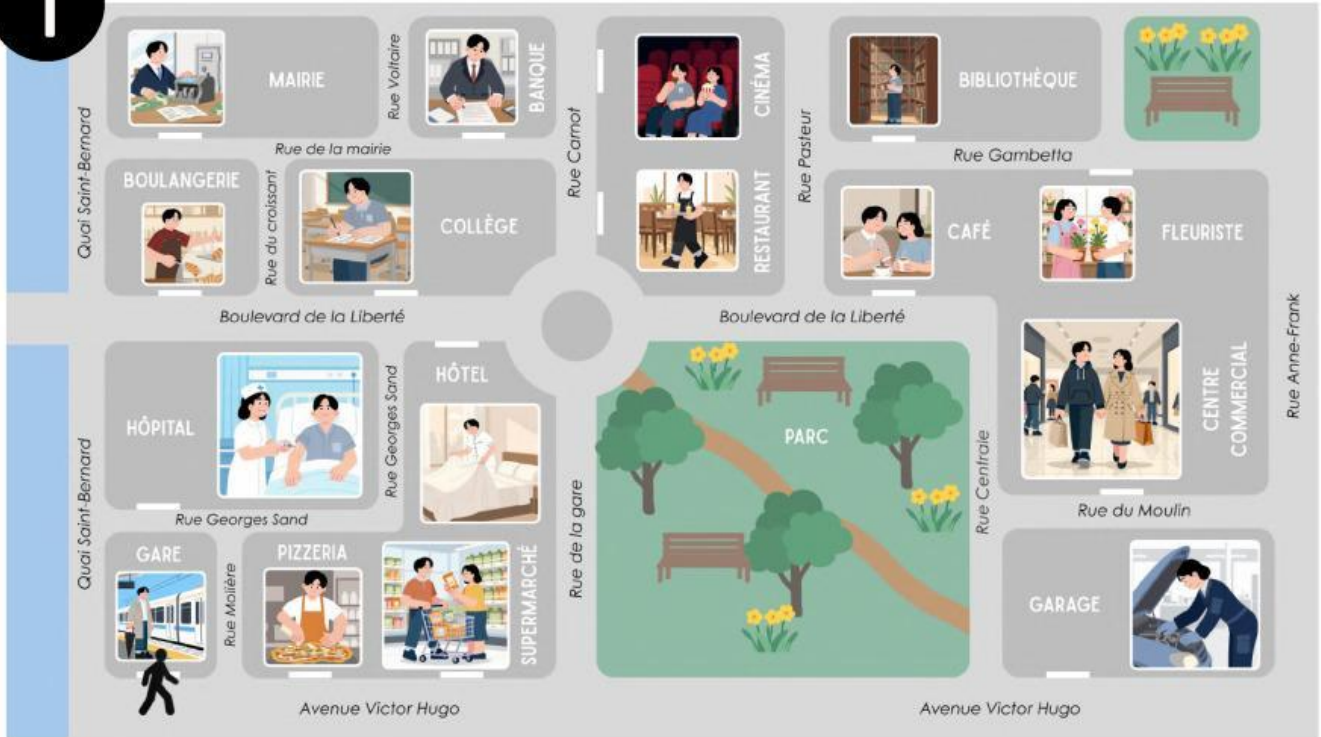 1
MAIRIE
Rue Voltaire
BANQUE
Rue Carnot
CINÉMA
Rue Pasteur
BIBLIOTHÈQUE
Quai Saint-Bernard
Rue de la mairie
Rue Gambetta
BOULANGERIE
Rue du croissant
COLLÈGE
RESTAURANT
CAFÉ
FLEURISTE
Boulevard de la Liberté
Boulevard de la Liberté
Rue Anne-Frank
HÔPITAL
Rue Georges Sand
HÔTEL
PARC
Rue Centrale
CENTRE
COMMERCIAL
Quai Saint-Bernard
Rue Georges Sand
Rue de la gare
Rue du Moulin
GARE
Rue Molière
PIZZERIA
SUPERMARCHÉ
GARAGE
Avenue Victor Hugo
Avenue Victor Hugo